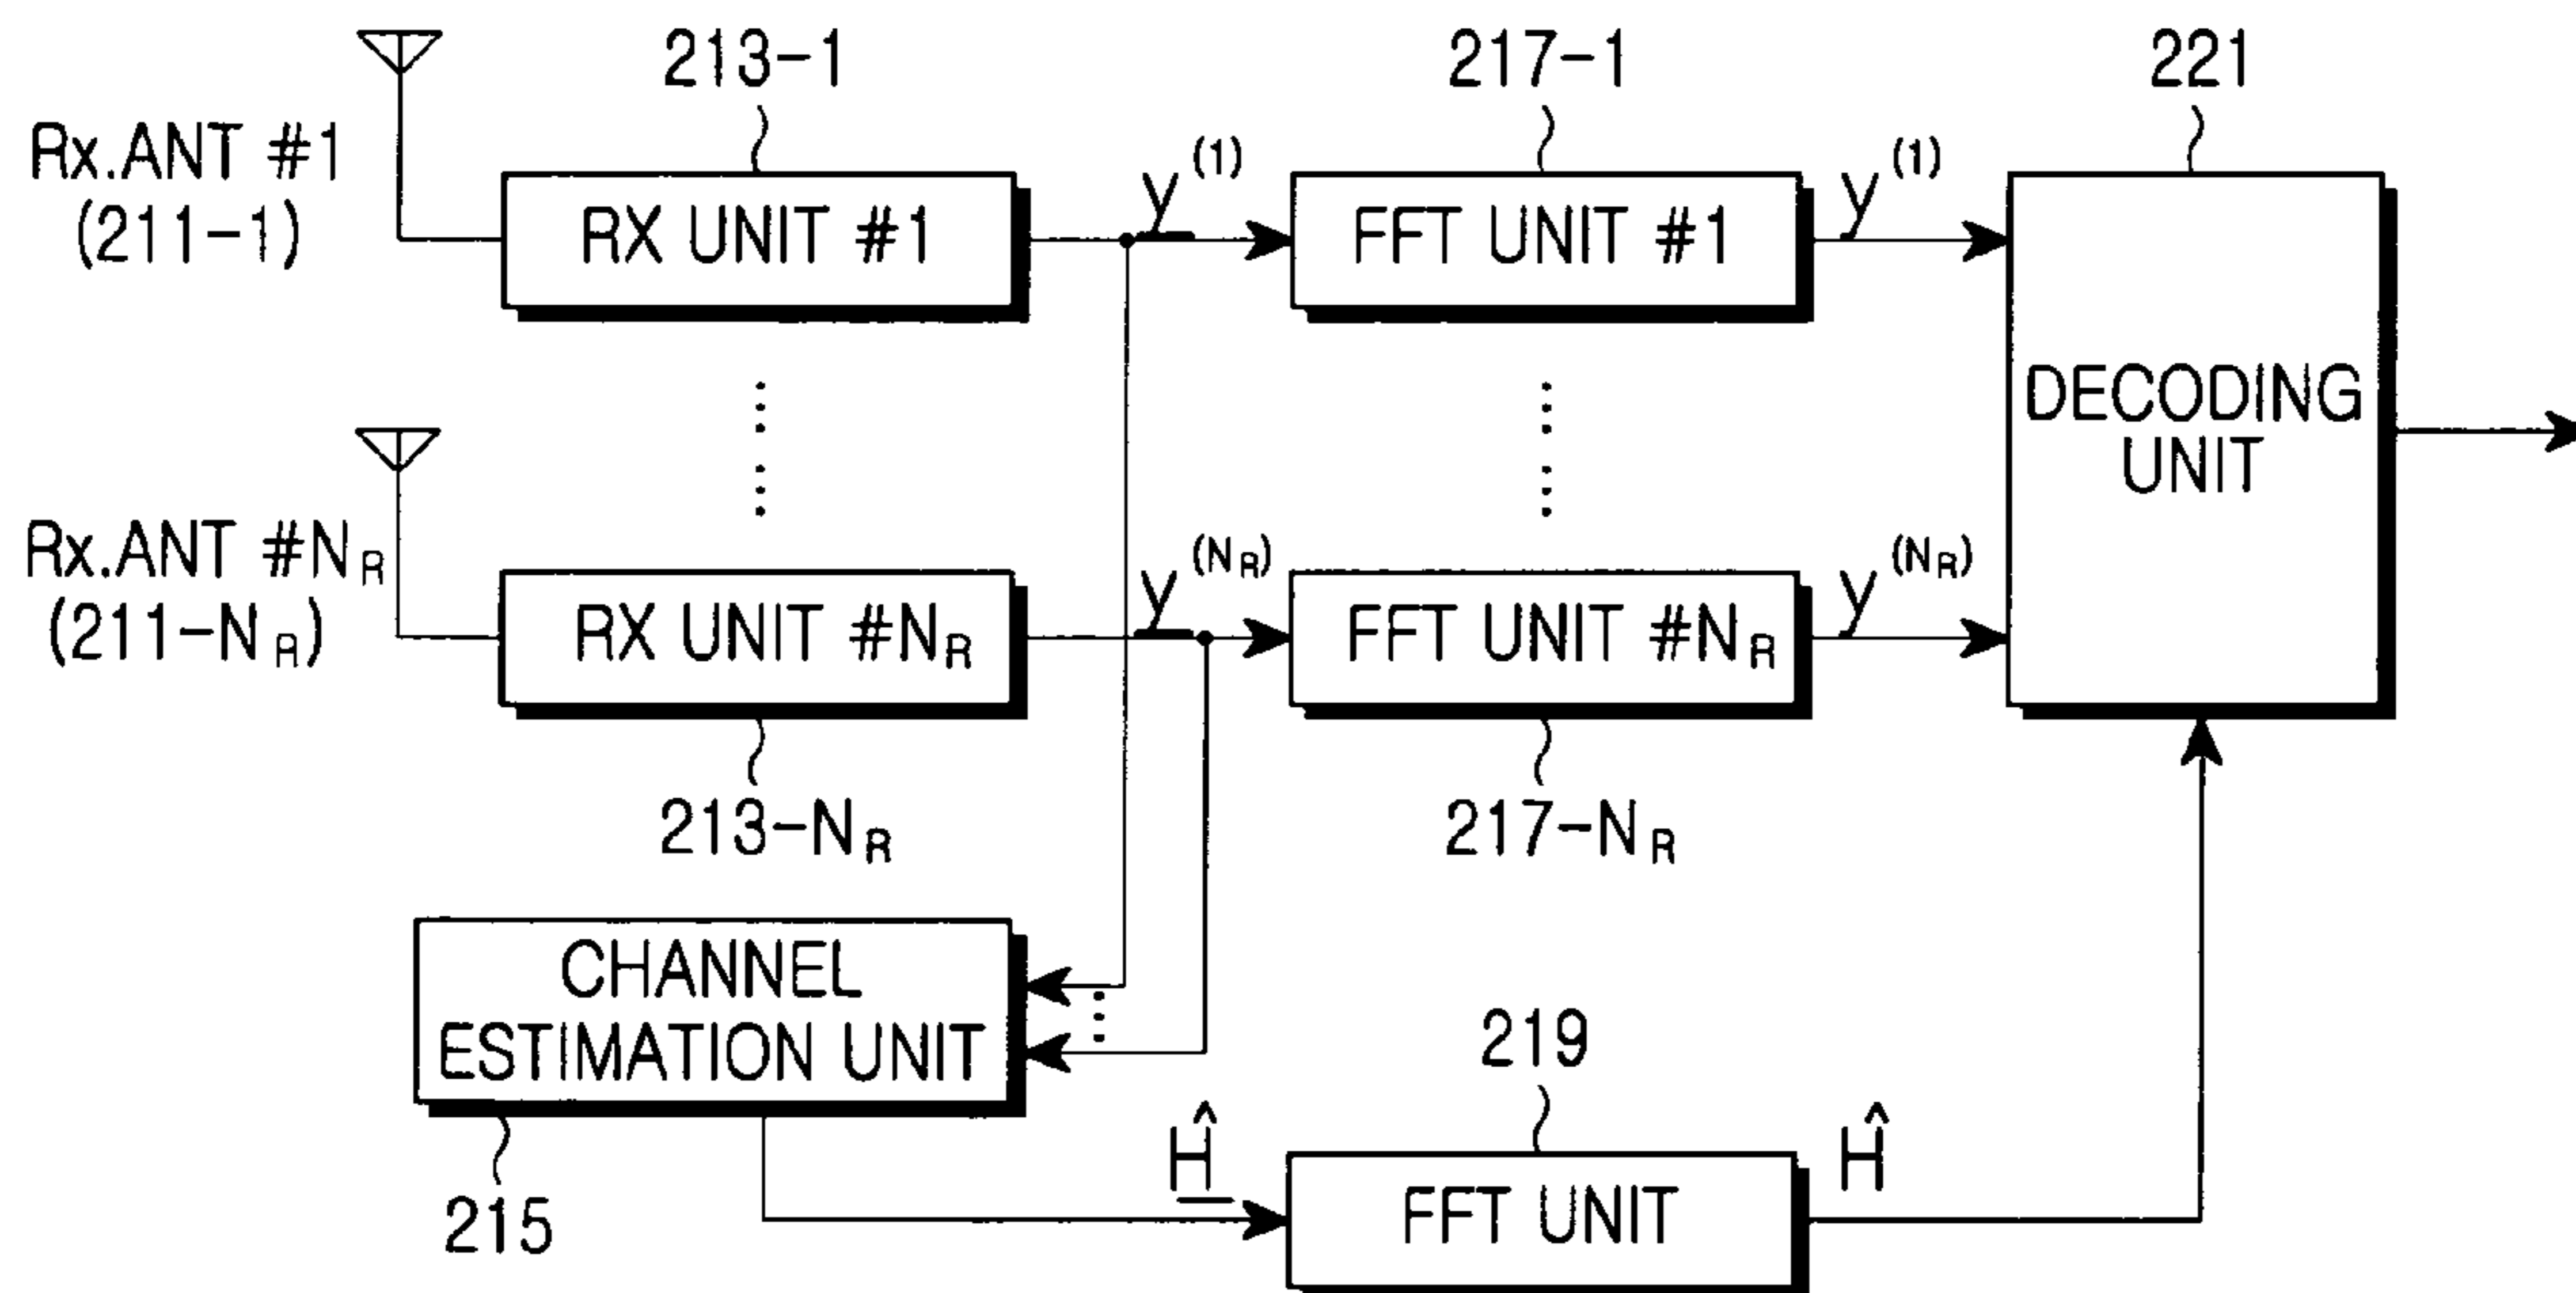 213-1
217-1
221
Rx.ANT #1
(211-1)
RX UNIT #1
y(1)
FFT UNIT #1
y(1)
DECODING
UNIT
Rx.ANT #NR
(211-NR)
RX UNIT #NR
y(NR)
FFT UNIT #NR
y(NR)
213-NR
217-NR
CHANNEL
ESTIMATION UNIT
215
219
Ĥ
FFT UNIT
Ĥ